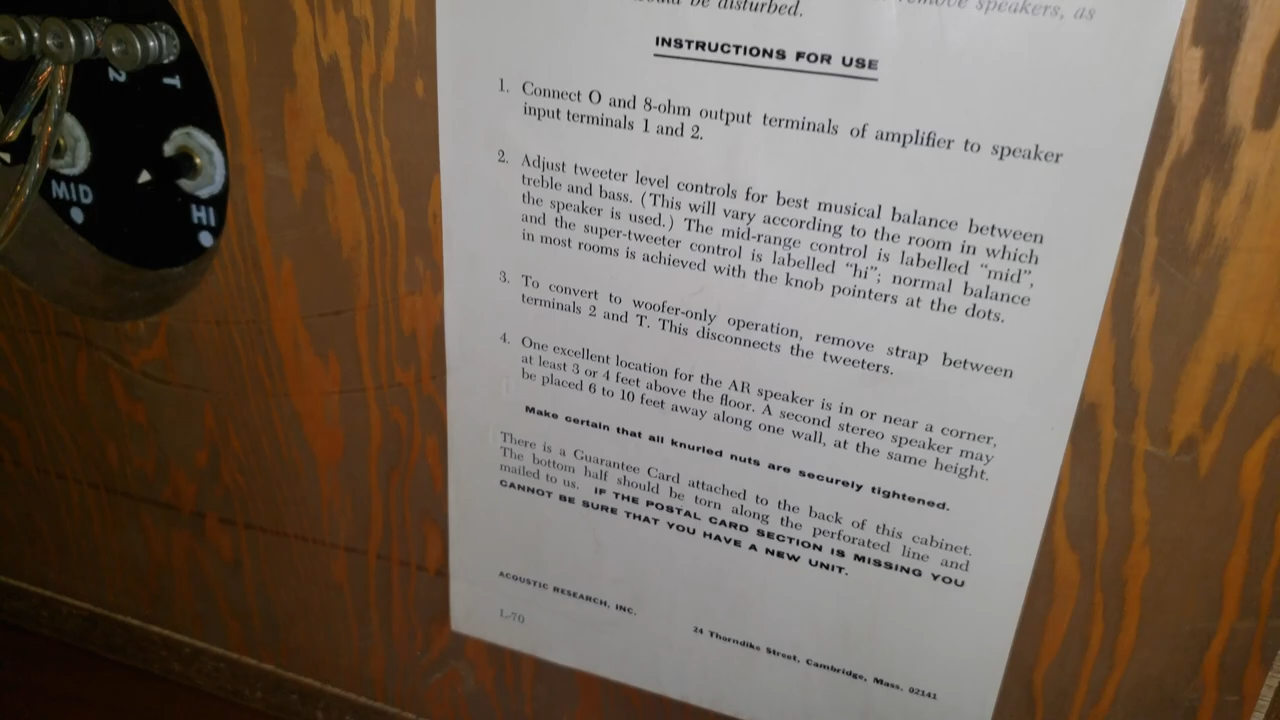 2
T
MID
HI
remove speakers, as
should be disturbed.
INSTRUCTIONS FOR USE
1. Connect O and 8-ohm output terminals of amplifier to speaker
input terminals 1 and 2.
2. Adjust tweeter level controls for best musical balance between
treble and bass. (This will vary according to the room in which
the speaker is used.) The mid-range control is labelled “mid”,
and the super-tweeter control is labelled “hi”; normal balance
in most rooms is achieved with the knob pointers at the dots.
3. To convert to woofer-only operation, remove strap between
terminals 2 and T. This disconnects the tweeters.
4. One excellent location for the AR speaker is in or near a corner,
at least 3 or 4 feet above the floor. A second stereo speaker may
be placed 6 to 10 feet away along one wall, at the same height.
Make certain that all knurled nuts are securely tightened.
There is a Guarantee Card attached to the back of this cabinet.
The bottom half should be torn along the perforated line and
mailed to us. IF THE POSTAL CARD SECTION IS MISSING YOU
CANNOT BE SURE THAT YOU HAVE A NEW UNIT.
ACOUSTIC RESEARCH, INC.
24 Thorndike Street, Cambridge, Mass. 02141
L-70